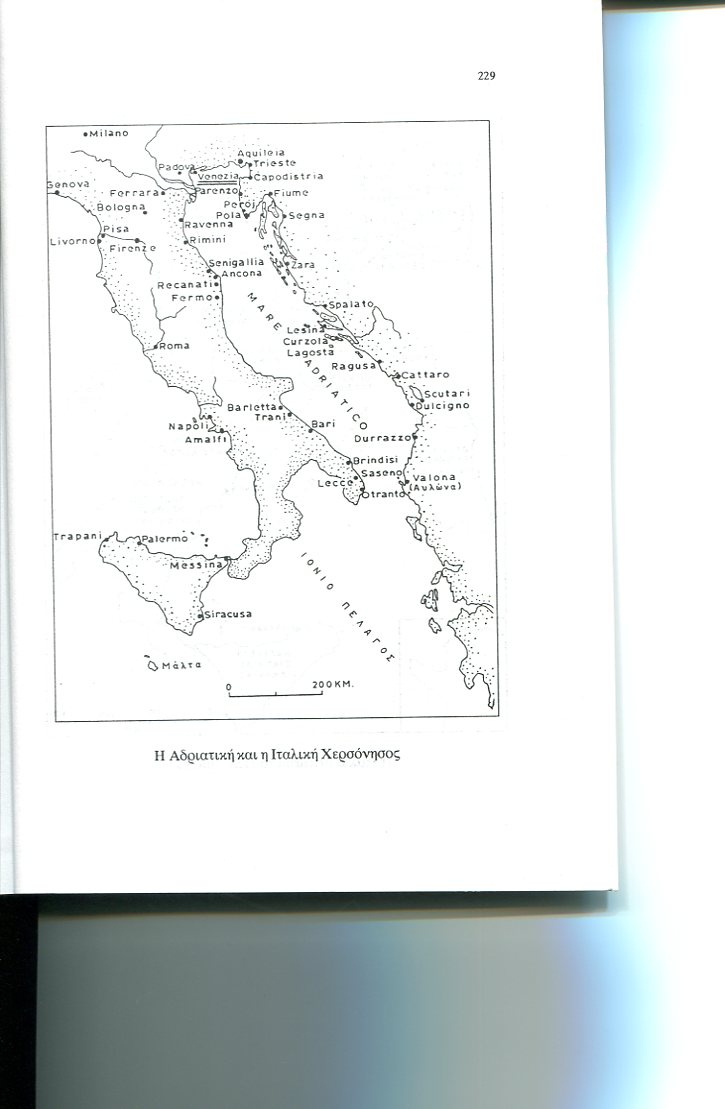 229
Milano
Aquileia
Trieste
Padova
Venezia
Capodistria
Genova
Ferrara
Parenzo
Fiume
Bologna
Peroj
Pola
Segna
Pisa
Ravenna
Livorno
Firenze
Rimini
Senigallia
Zara
Ancona
Recanati
Fermo
MARE ADRIATICO
Spalato
Lesina
Curzola
Lagosta
Roma
Ragusa
Cattaro
Scutari
Dulcigno
Barletta
Trani
Napoli
Bari
Amalfi
Durrazzo
Brindisi
Saseno
Lecce
Valona
(Αυλώνα)
Otranto
Trapani
Palermo
Messina
ΙΟΝΙΟ ΠΕΛΑΓΟΣ
Siracusa
Μάλτα
0 200 KM.
Η Αδριατική και η Ιταλική Χερσόνησος